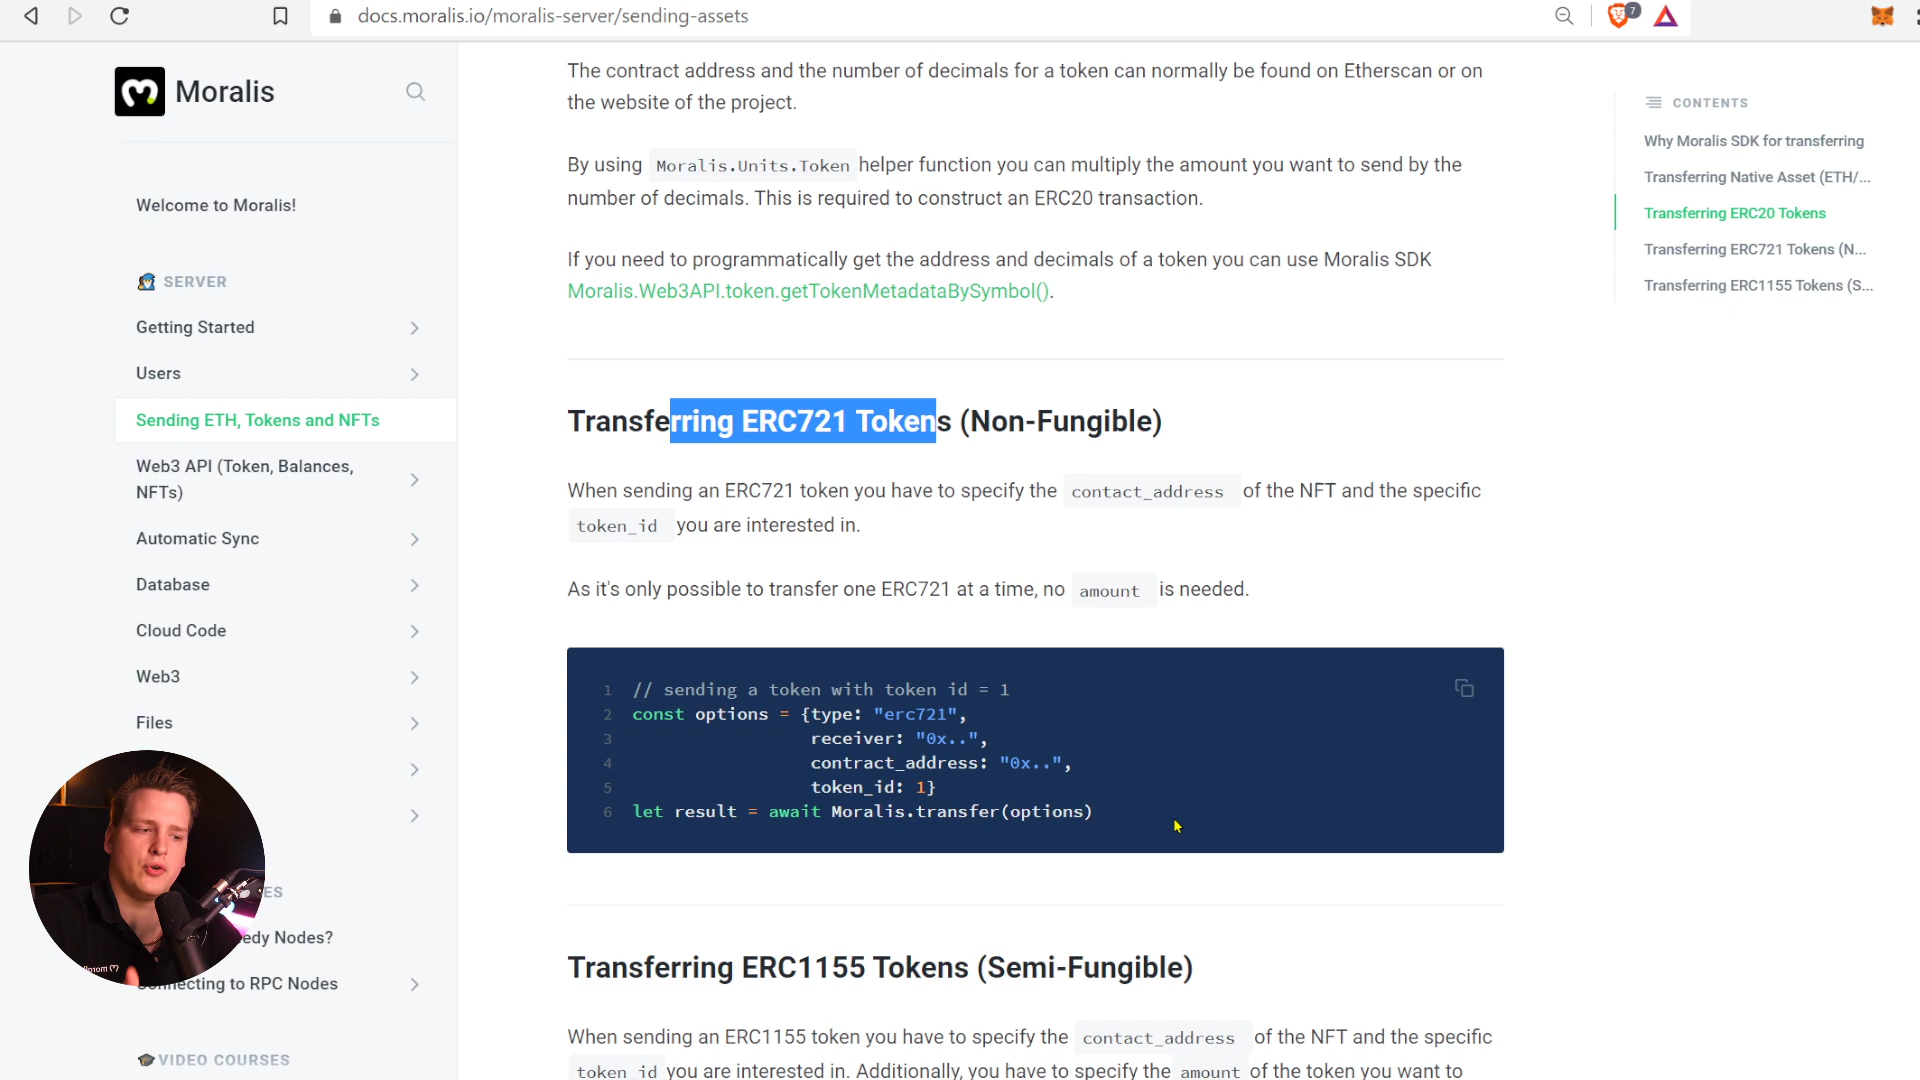 docs.moralis.io/moralis-server/sending-assets
7
Moralis
Welcome to Moralis!
SERVER
Getting Started
Users
Sending ETH, Tokens and NFTs
Web3 API (Token, Balances,
NFTs)
Automatic Sync
Database
Cloud Code
Web3
Files
ES
edy Nodes?
necting to RPC Nodes
VIDEO COURSES
The contract address and the number of decimals for a token can normally be found on Etherscan or on
the website of the project.
By using Moralis.Units.Token helper function you can multiply the amount you want to send by the
number of decimals. This is required to construct an ERC20 transaction.
If you need to programmatically get the address and decimals of a token you can use Moralis SDK
Moralis.Web3API.token.getTokenMetadataBySymbol().
Transferring ERC721 Tokens (Non-Fungible)
When sending an ERC721 token you have to specify the contact_address of the NFT and the specific
token_id you are interested in.
As it's only possible to transfer one ERC721 at a time, no amount is needed.
1 // sending a token with token id = 1
2 const options = {type: "erc721",
3 receiver: "0x..",
4 contract_address: "0x..",
5 token_id: 1}
6 let result = await Moralis.transfer(options)
Transferring ERC1155 Tokens (Semi-Fungible)
When sending an ERC1155 token you have to specify the contact_address of the NFT and the specific
token_id you are interested in. Additionally, you have to specify the amount of the token you want to
CONTENTS
Why Moralis SDK for transferring
Transferring Native Asset (ETH/...
Transferring ERC20 Tokens
Transferring ERC721 Tokens (N...
Transferring ERC1155 Tokens (S...